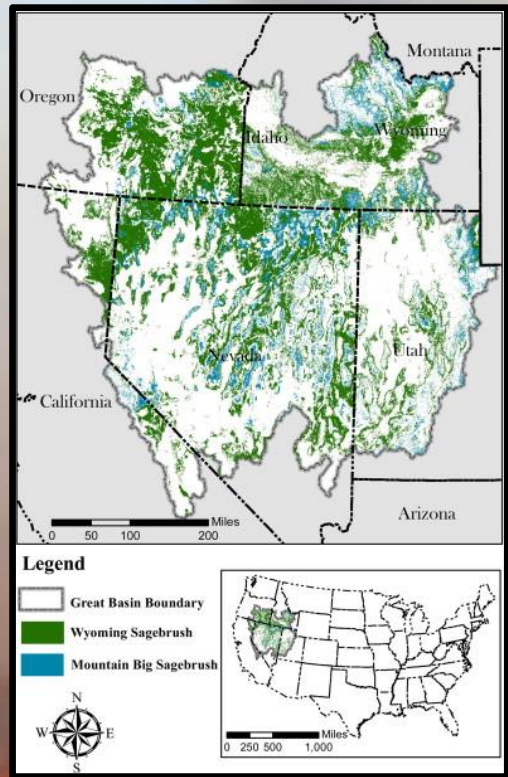 Montana
Oregon
Idaho
Wyoming
Nevada
Utah
California
Arizona
Miles
0 50 100 200
Legend
Great Basin Boundary
Wyoming Sagebrush
Mountain Big Sagebrush
N
W E
S
Miles
0 250 500 1,000